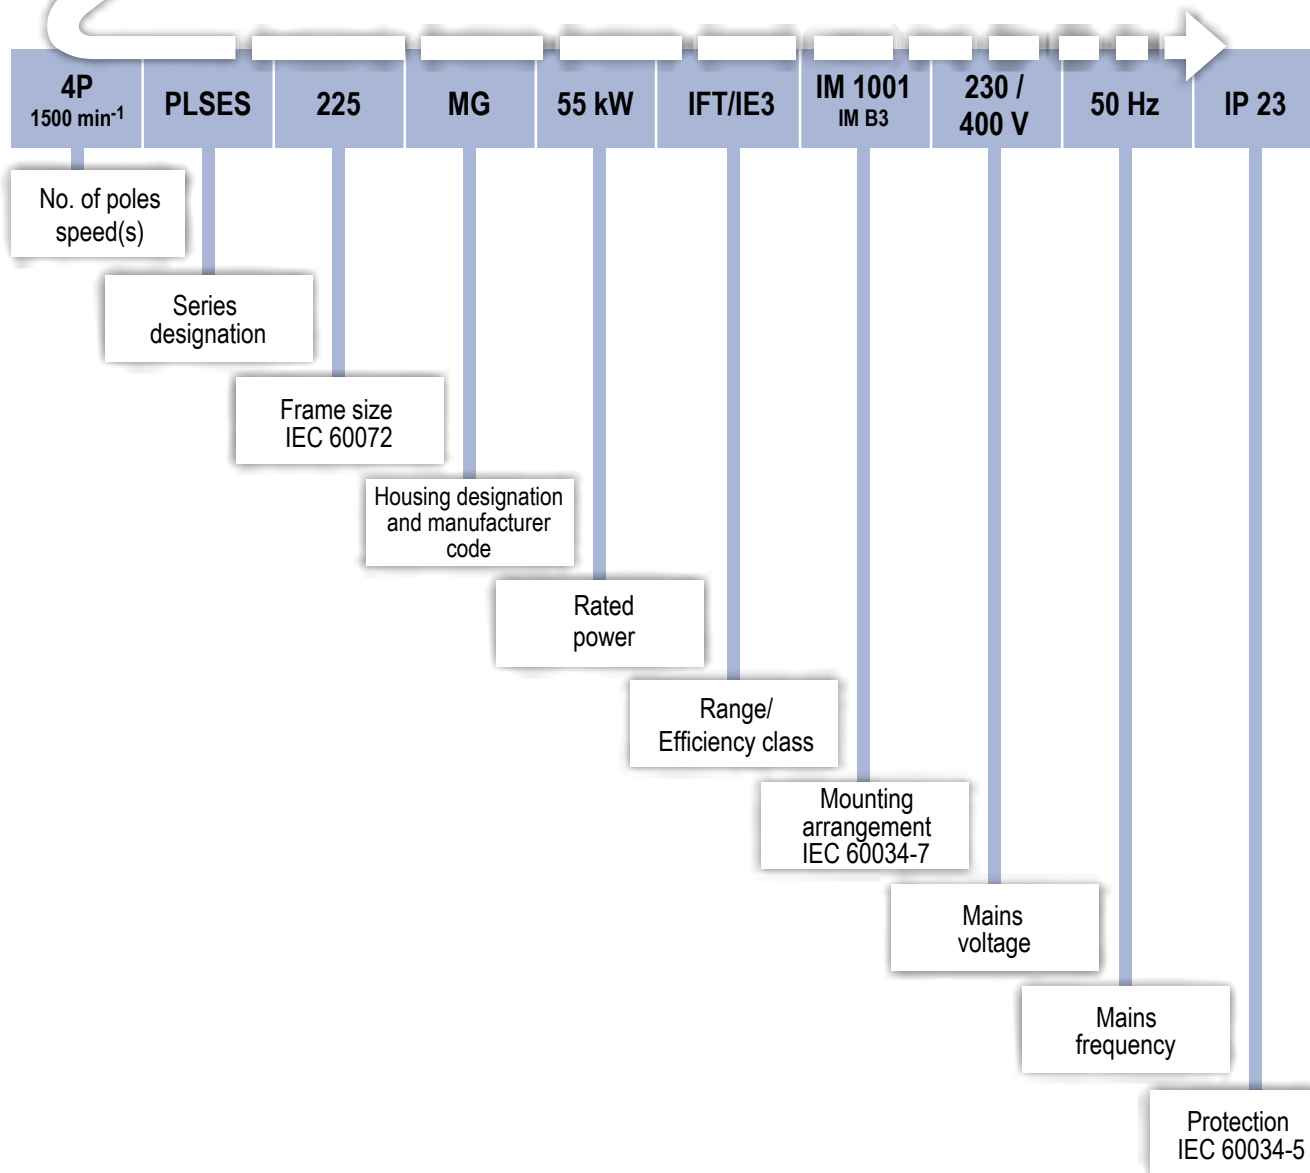 4P
1500 min-1
PLSES
225
MG
55 kW
IFT/IE3
IM 1001
IM B3
230 /
400 V
50 Hz
IP 23
No. of poles
speed(s)
Series
designation
Frame size
IEC 60072
Housing designation
and manufacturer
code
Rated
power
Range/
Efficiency class
Mounting
arrangement
IEC 60034-7
Mains
voltage
Mains
frequency
Protection
IEC 60034-5